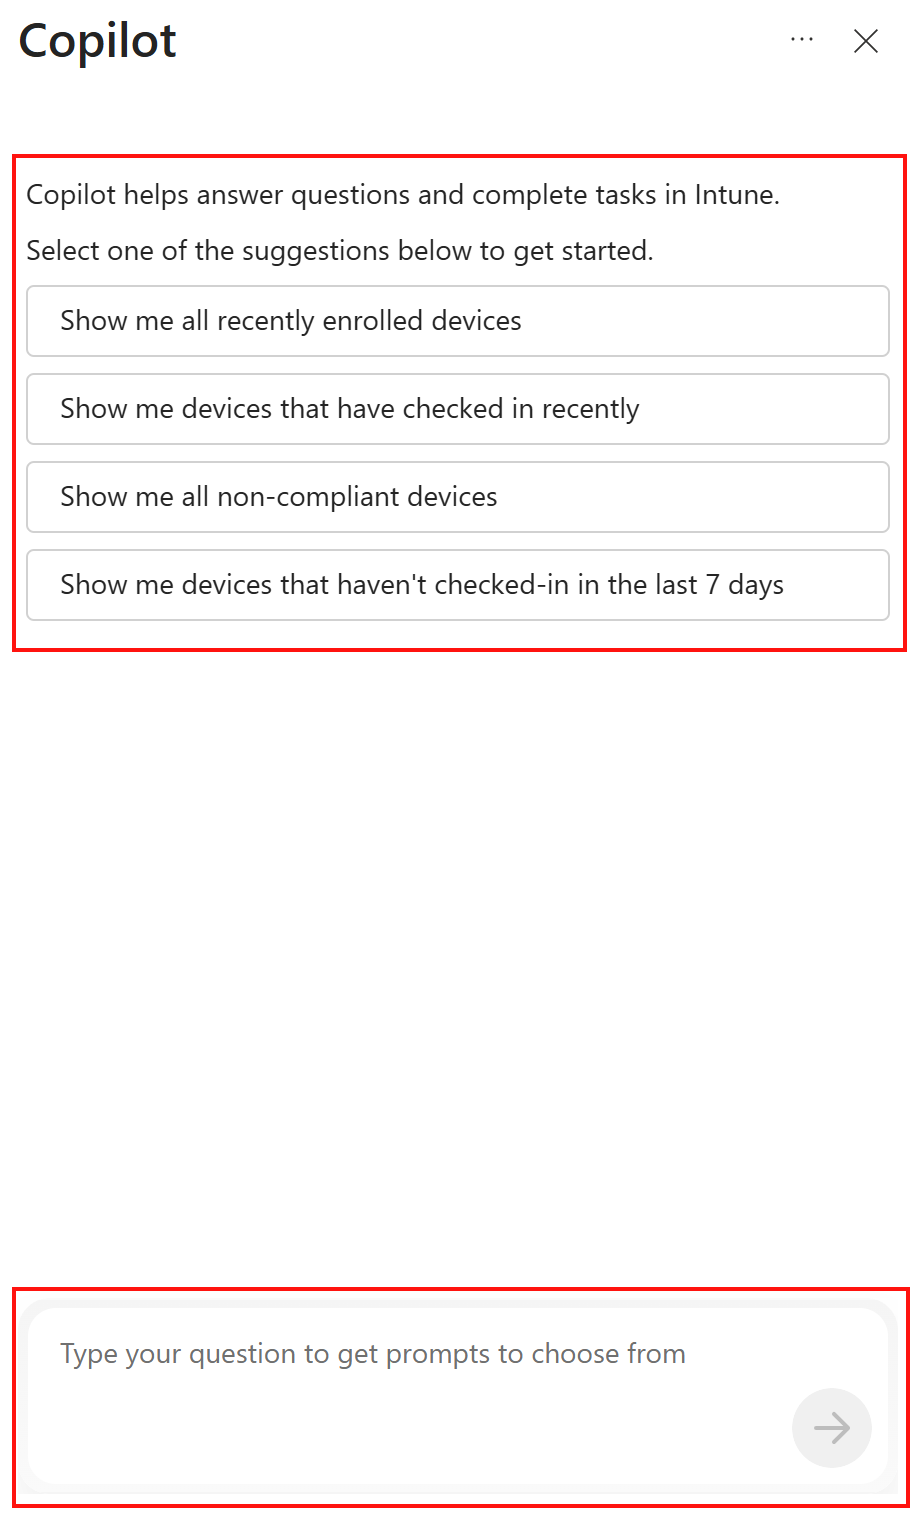 Copilot
Copilot helps answer questions and complete tasks in Intune.
Select one of the suggestions below to get started.
Show me all recently enrolled devices
Show me devices that have checked in recently
Show me all non-compliant devices
Show me devices that haven't checked-in in the last 7 days
Type your question to get prompts to choose from